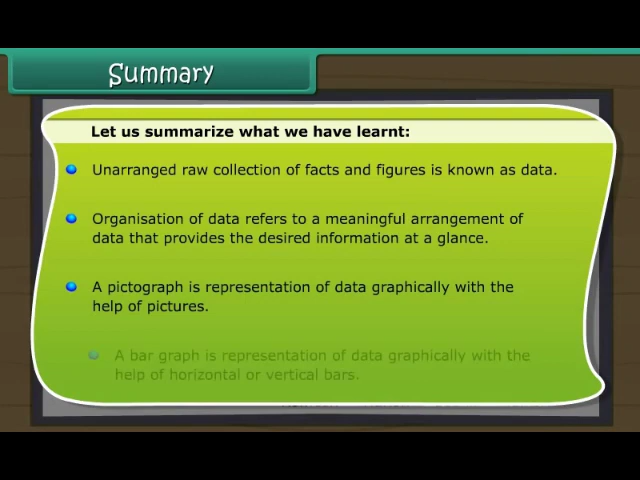 Summary
Let us summarize what we have learnt:
Unarranged raw collection of facts and figures is known as data.
Organisation of data refers to a meaningful arrangement of
data that provides the desired information at a glance.
A pictograph is representation of data graphically with the
help of pictures.
A bar graph is representation of data graphically with the
help of horizontal or vertical bars.